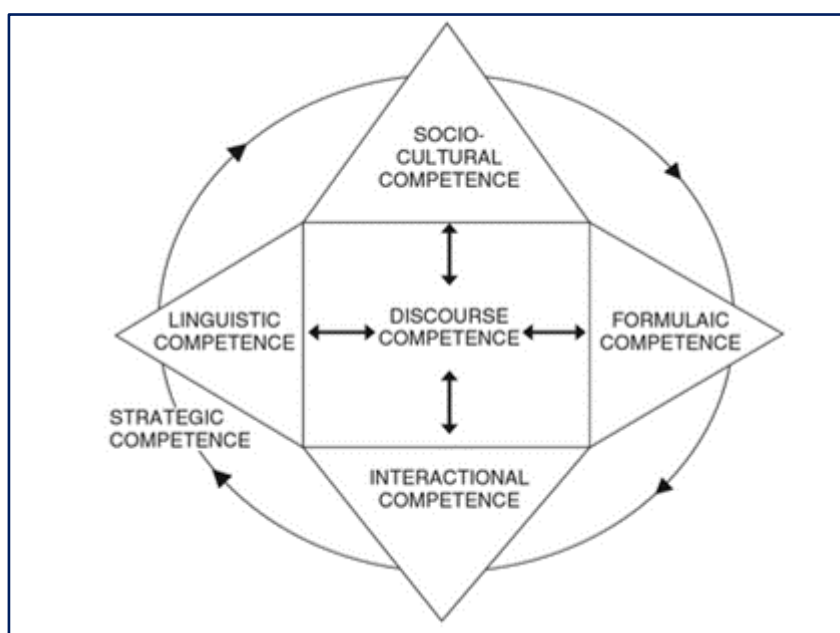 SOCIO-
CULTURAL
COMPETENCE
LINGUISTIC
COMPETENCE
DISCOURSE
COMPETENCE
FORMULAIC
COMPETENCE
STRATEGIC
COMPETENCE
INTERACTIONAL
COMPETENCE